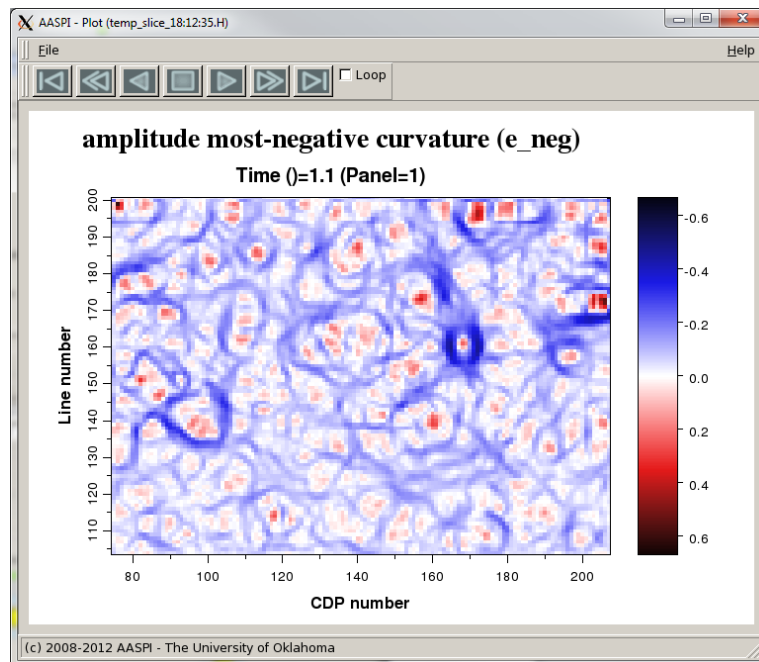 AASPI - Plot (temp_slice_18:12:35.H)
File
Help
Loop
amplitude most-negative curvature (e_neg)
Time ()=1.1 (Panel=1)
200
190
180
170
160
150
140
130
120
110
Line number
80
100
120
140
160
180
200
CDP number
-0.6
-0.4
-0.2
0.0
0.2
0.4
0.6
(c) 2008-2012 AASPI - The University of Oklahoma